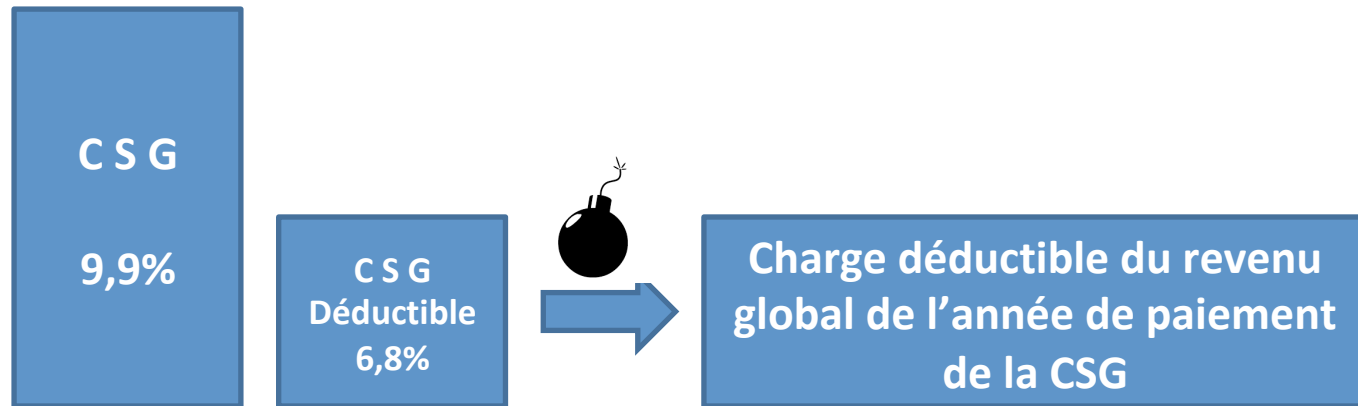 C S G
9,9%
C S G
Déductible
6,8%
Charge déductible du revenu
global de l’année de paiement
de la CSG